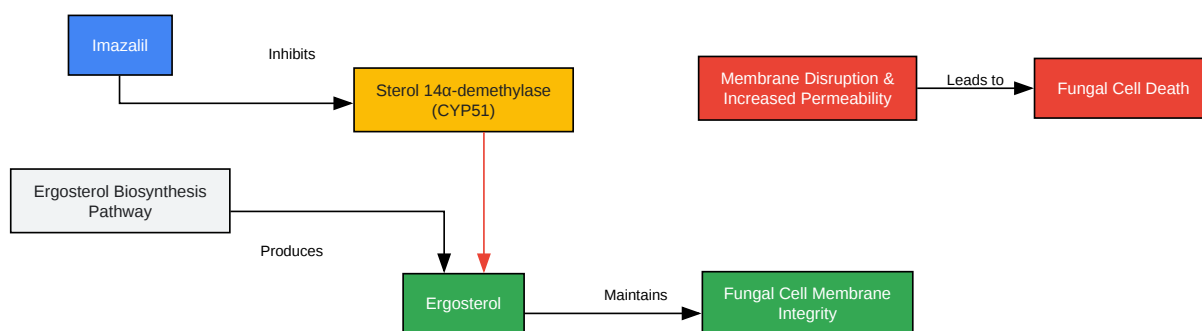 Imazalil
Inhibits
Sterol 14α-demethylase
(CYP51)
Membrane Disruption &
Increased Permeability
Leads to
Fungal Cell Death
Ergosterol Biosynthesis
Pathway
Produces
Ergosterol
Maintains
Fungal Cell Membrane
Integrity